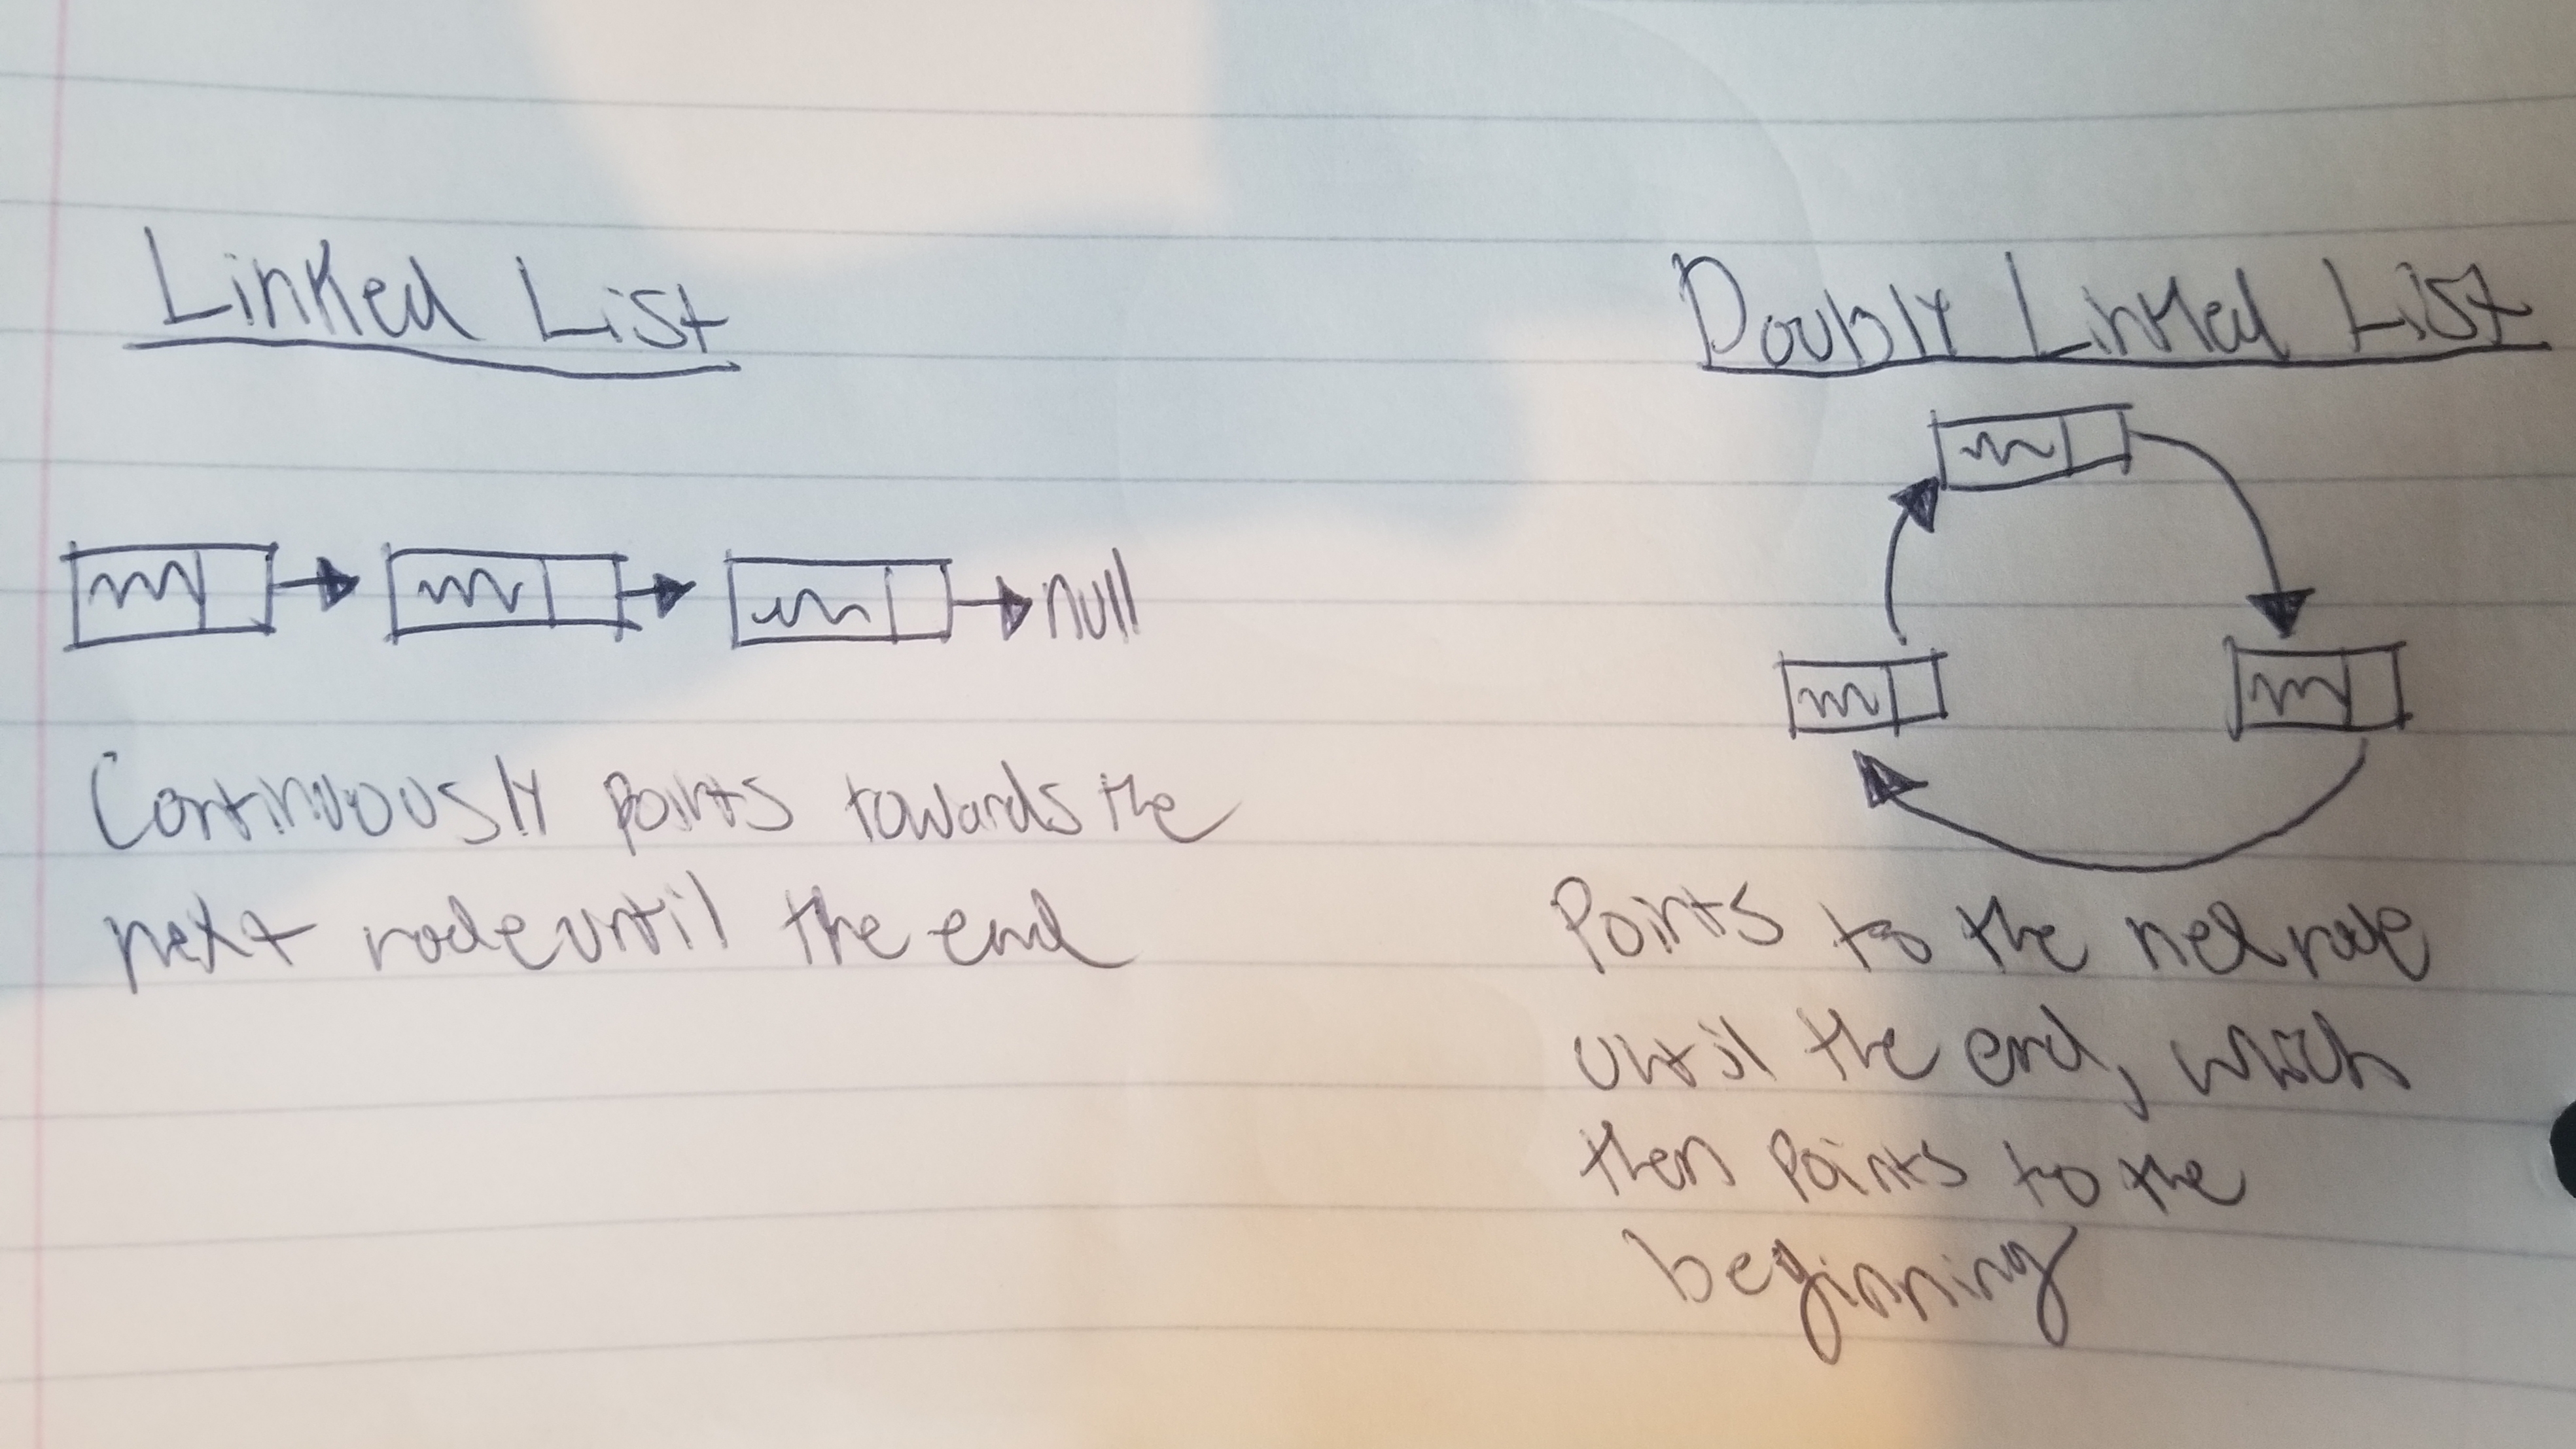 Linked List
null
Continuously points towards the
next node until the end
Doubly Linked List
Points to the nex node
until the end, which
then points to the
beginning